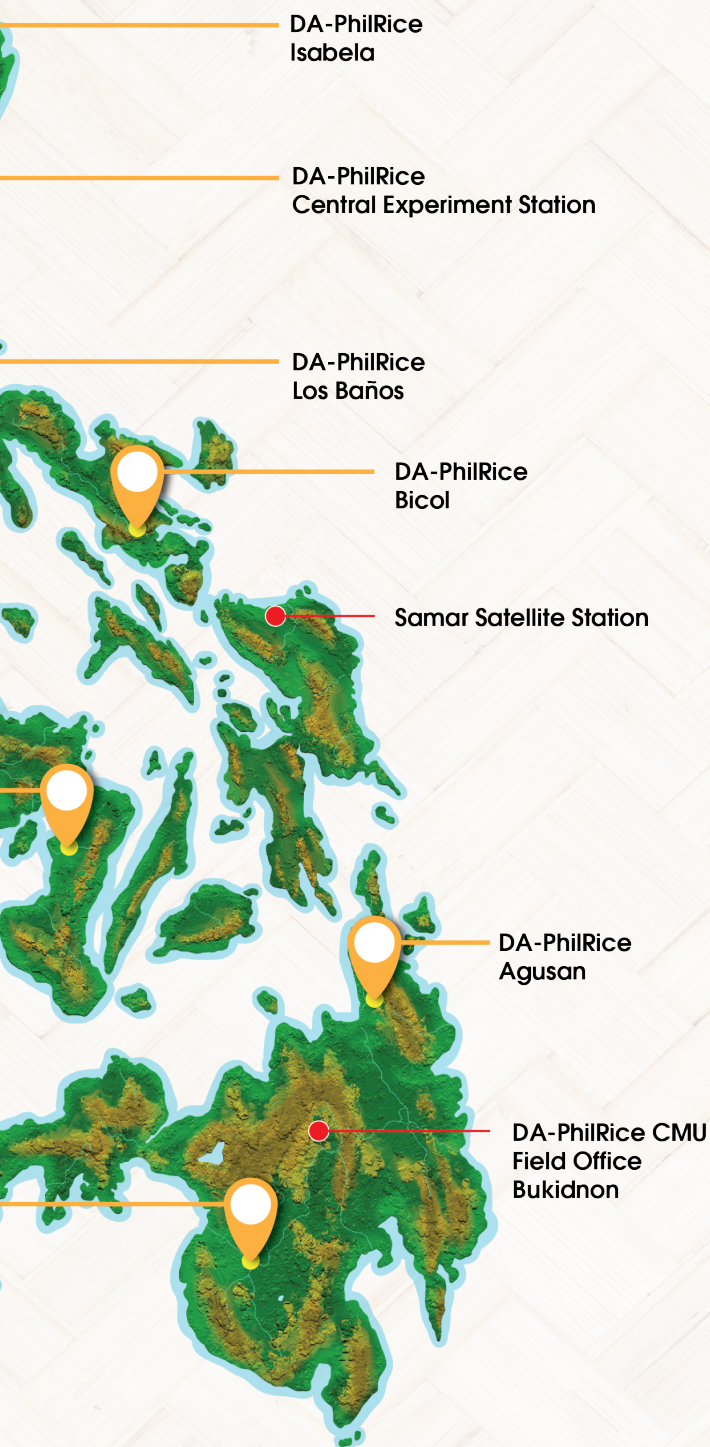 DA-PhilRice
Isabela
DA-PhilRice
Central Experiment Station
DA-PhilRice
Los Baños
DA-PhilRice
Bicol
Samar Satellite Station
DA-PhilRice
Agusan
DA-PhilRice CMU
Field Office
Bukidnon